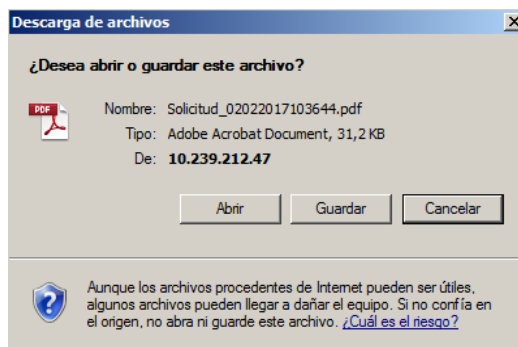 Descarga de archivos
¿Desea abrir o guardar este archivo?
PDF
Nombre: Solicitud_02022017103644.pdf
Tipo: Adobe Acrobat Document, 31,2 KB
De: 10.239.212.47
Abrir Guardar Cancelar
Aunque los archivos procedentes de Internet pueden ser útiles,
algunos archivos pueden llegar a dañar el equipo. Si no confía en
el origen, no abra ni guarde este archivo. ¿Cuál es el riesgo?